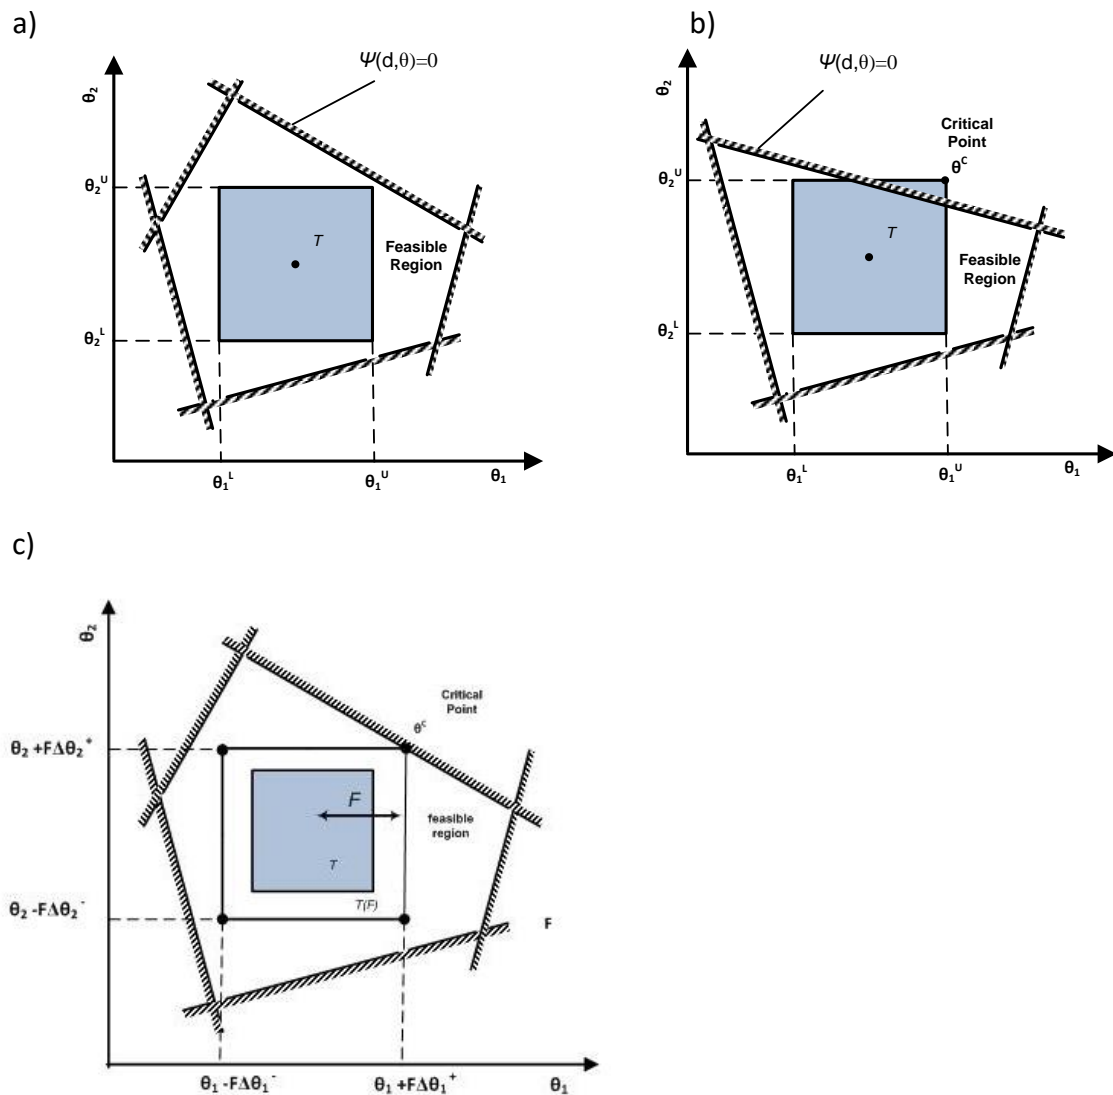 a)
Ψ(d,θ)=0
θ₂
θ₂ᵁ
T
Feasible
Region
θ₂ᴸ
θ₁ᴸ
θ₁ᵁ
θ₁
b)
Ψ(d,θ)=0
θ₂
Critical
Point
θᶜ
θ₂ᵁ
T
Feasible
Region
θ₂ᴸ
θ₁ᴸ
θ₁ᵁ
θ₁
c)
θ₂
Critical
Point
θᶜ
θ₂ +FΔθ₂⁺
F
feasible
region
T
T(F)
θ₂ -FΔθ₂⁻
F
θ₁ -FΔθ₁⁻
θ₁ +FΔθ₁⁺
θ₁